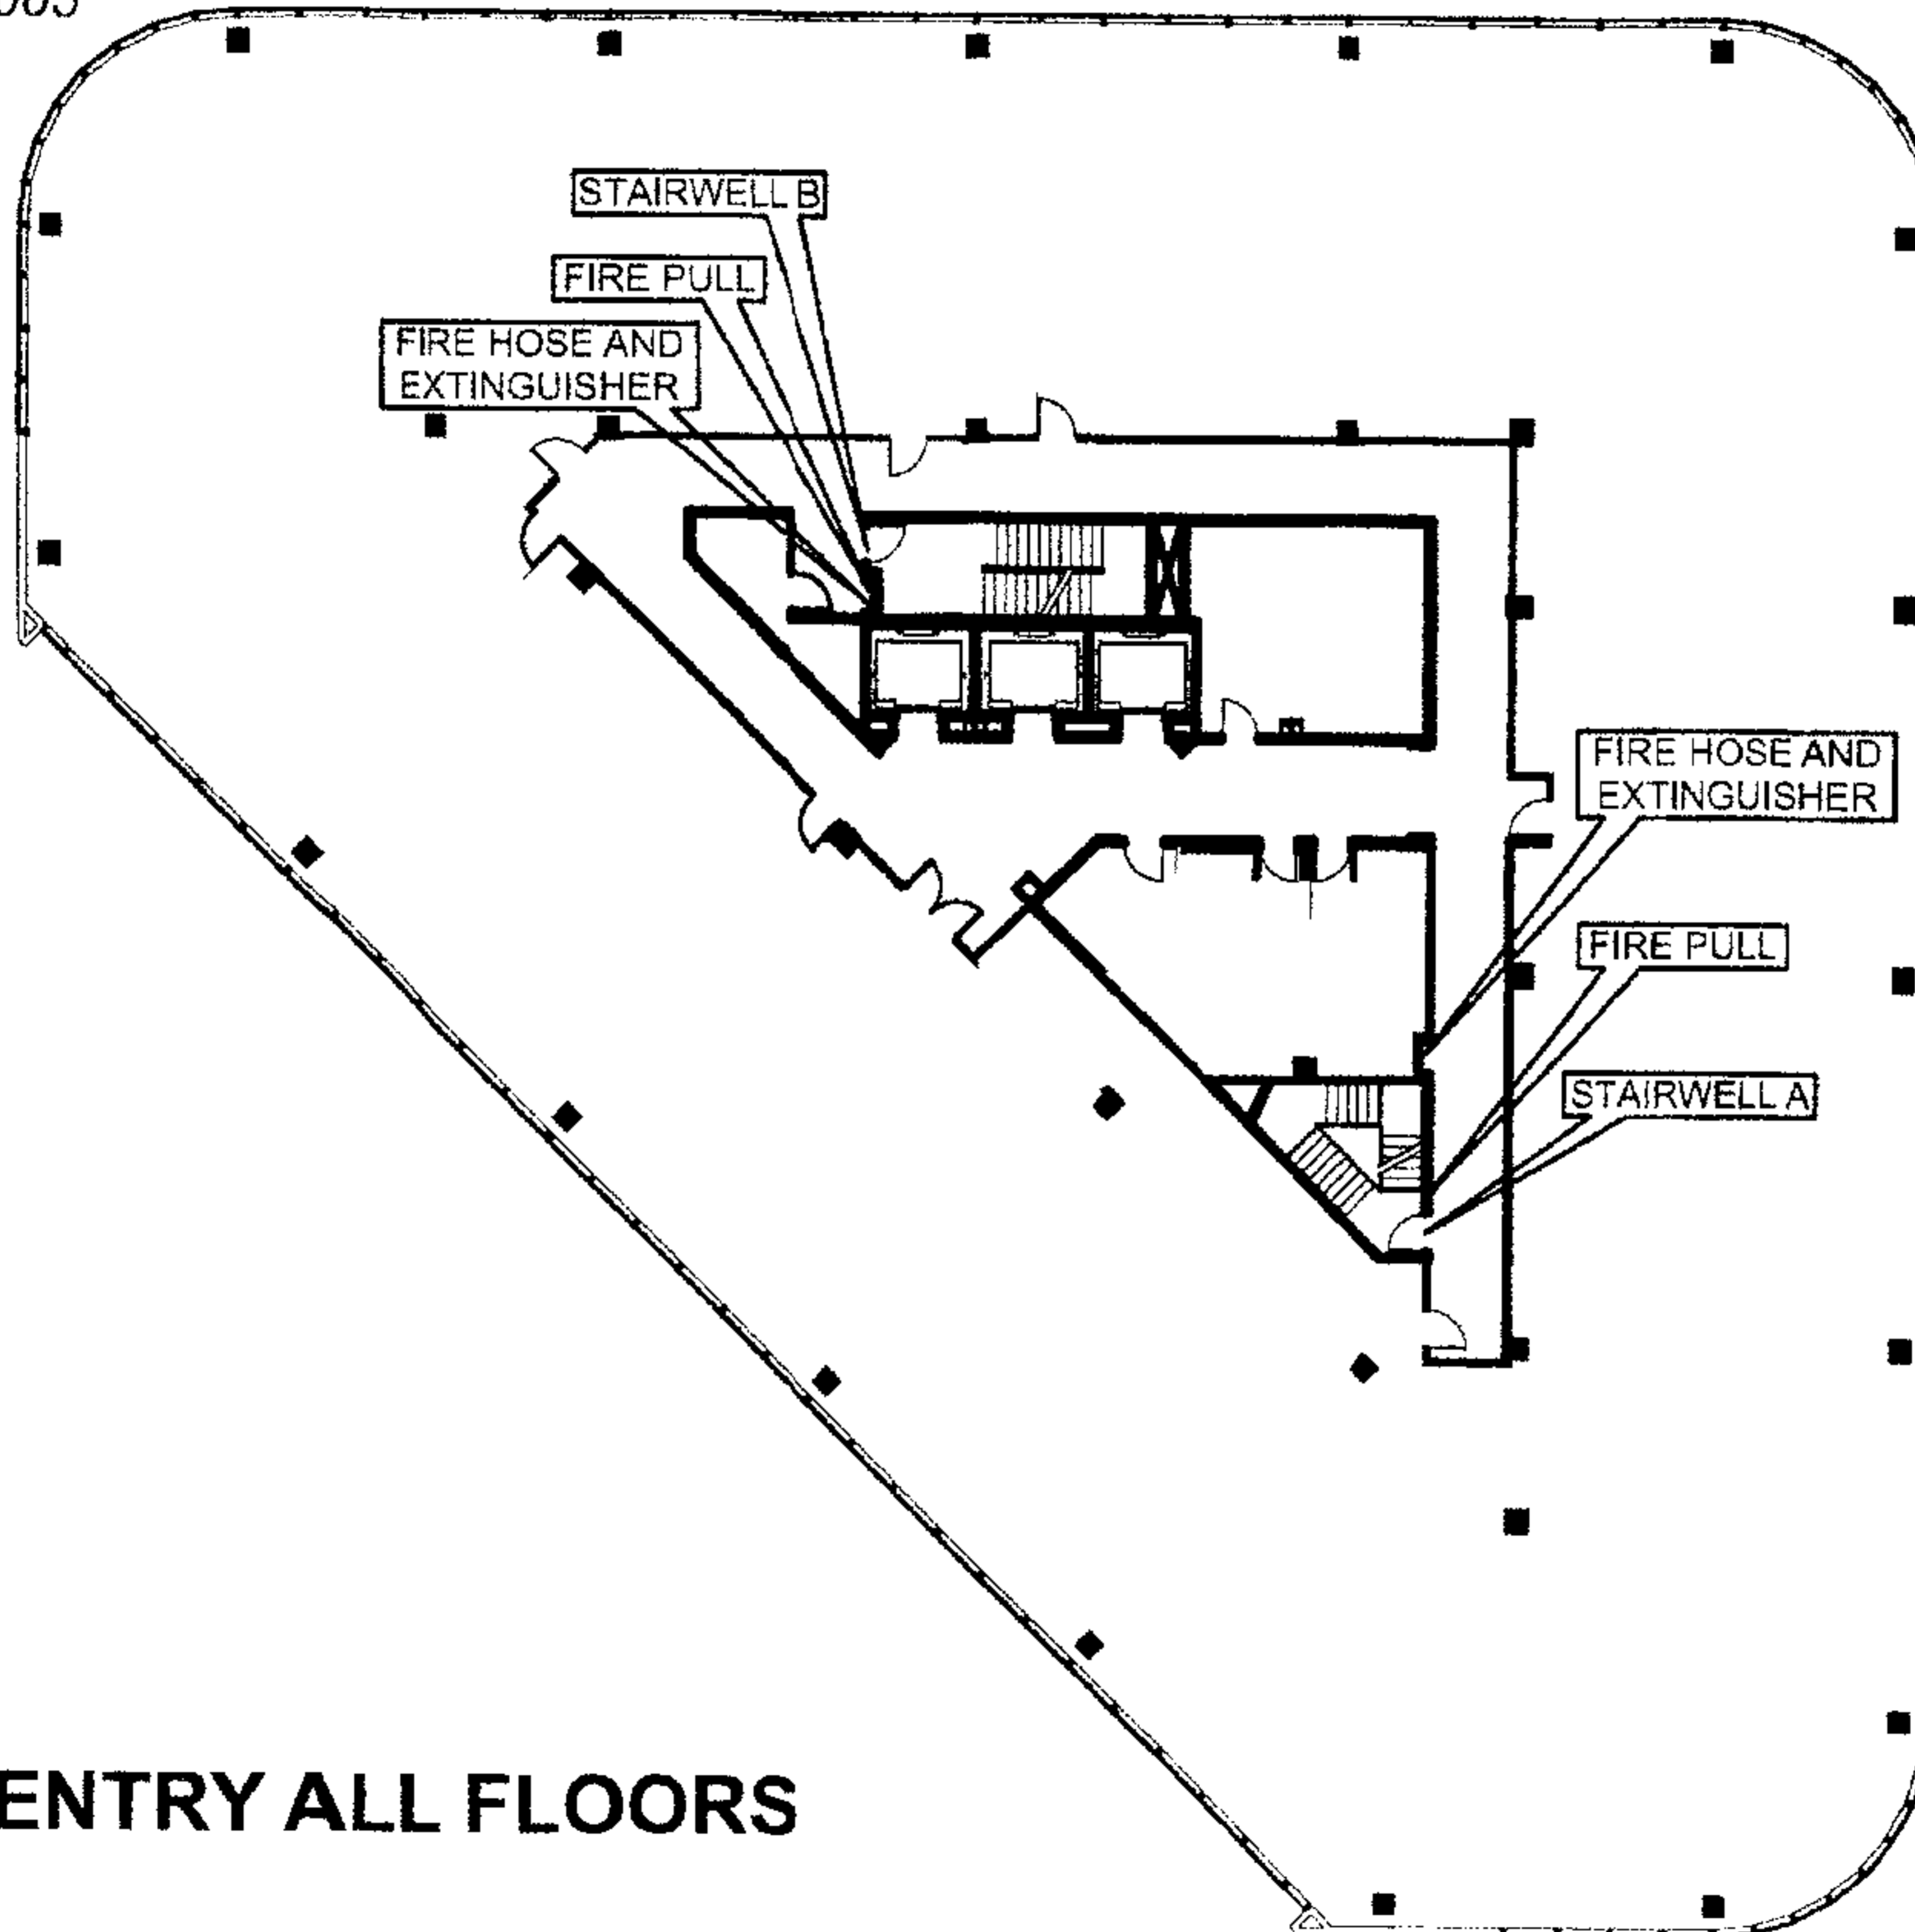 STAIRWELL B
FIRE PULL
FIRE HOSE AND
EXTINGUISHER
FIRE HOSE AND
EXTINGUISHER
FIRE PULL
STAIRWELL A
ENTRY ALL FLOORS